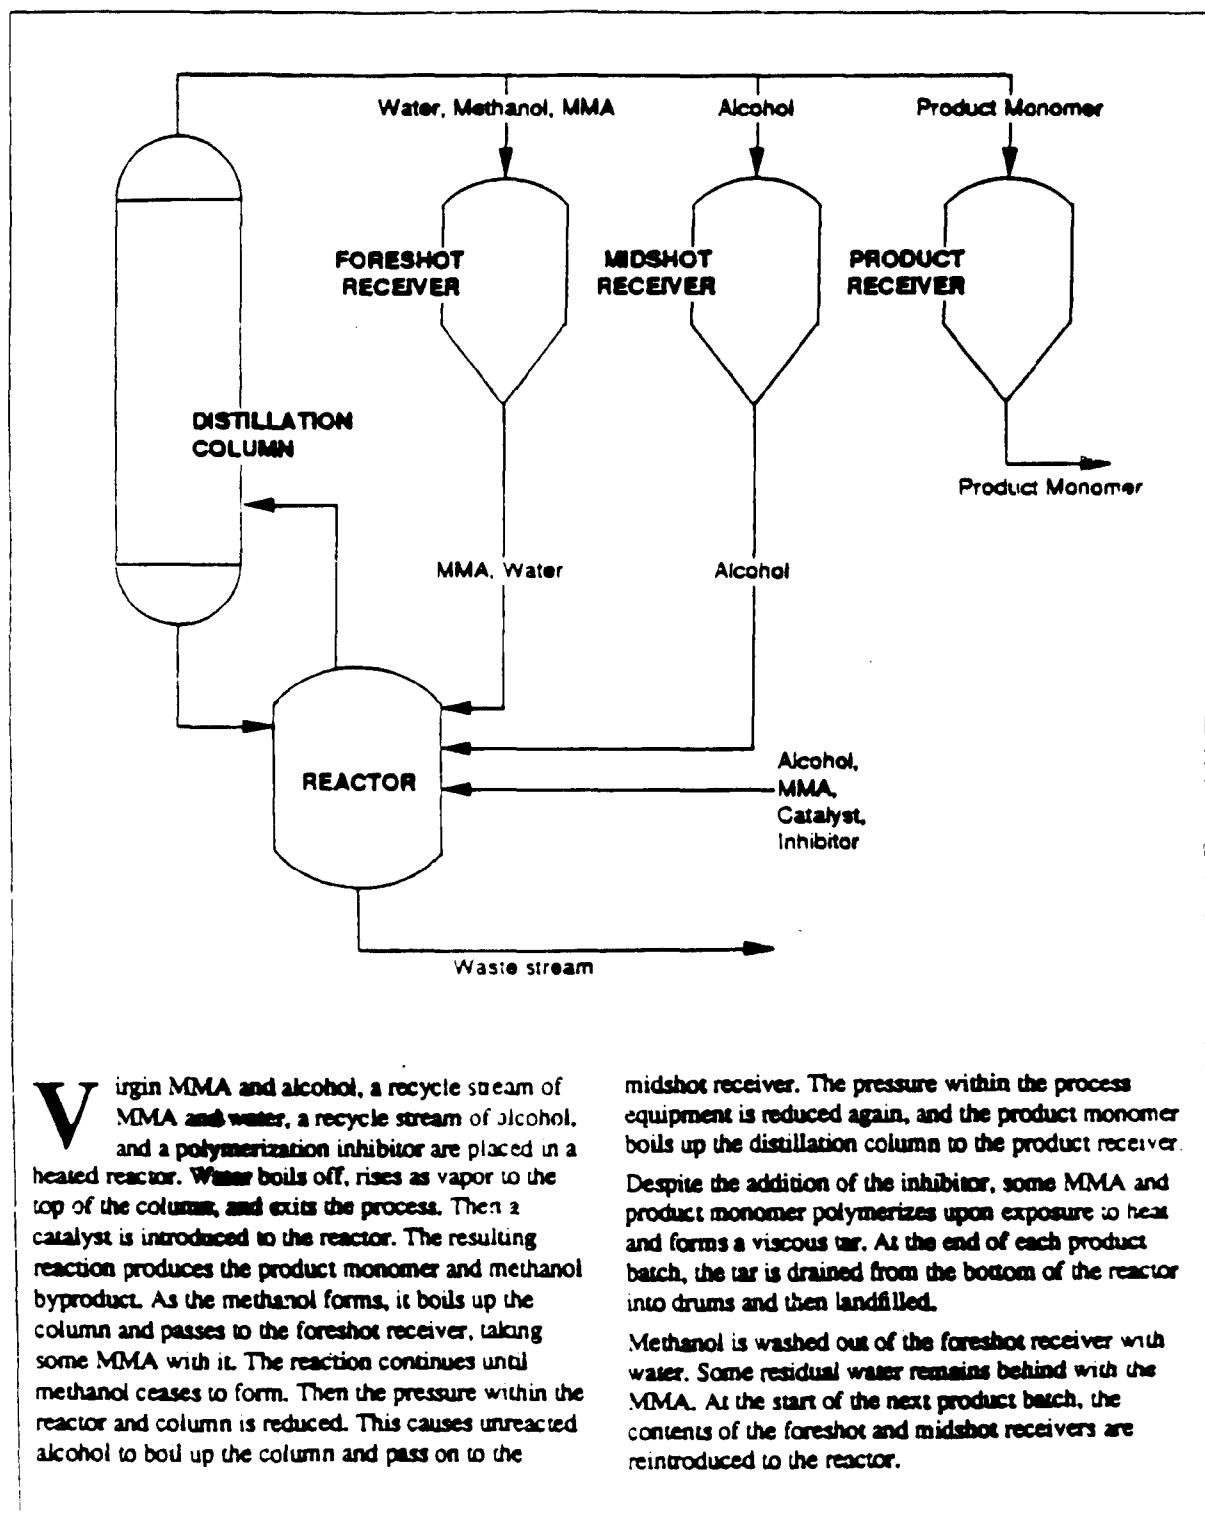 Water, Methanol, MMA
Alcohol
Product Monomer
FORESHOT
RECEIVER
MIDSHOT
RECEIVER
PRODUCT
RECEIVER
DISTILLATION
COLUMN
Product Monomer
MMA, Water
Alcohol
REACTOR
Alcohol,
MMA,
Catalyst,
Inhibitor
Waste stream
Virgin MMA and alcohol, a recycle stream of
MMA and water, a recycle stream of alcohol,
and a polymerization inhibitor are placed in a
heated reactor. Water boils off, rises as vapor to the
top of the column, and exits the process. Then a
catalyst is introduced to the reactor. The resulting
reaction produces the product monomer and methanol
byproduct. As the methanol forms, it boils up the
column and passes to the foreshot receiver, taking
some MMA with it. The reaction continues until
methanol ceases to form. Then the pressure within the
reactor and column is reduced. This causes unreacted
alcohol to boil up the column and pass on to the
midshot receiver. The pressure within the process
equipment is reduced again, and the product monomer
boils up the distillation column to the product receiver.
Despite the addition of the inhibitor, some MMA and
product monomer polymerizes upon exposure to heat
and forms a viscous tar. At the end of each product
batch, the tar is drained from the bottom of the reactor
into drums and then landfilled.
Methanol is washed out of the foreshot receiver with
water. Some residual water remains behind with the
MMA. At the start of the next product batch, the
contents of the foreshot and midshot receivers are
reintroduced to the reactor.